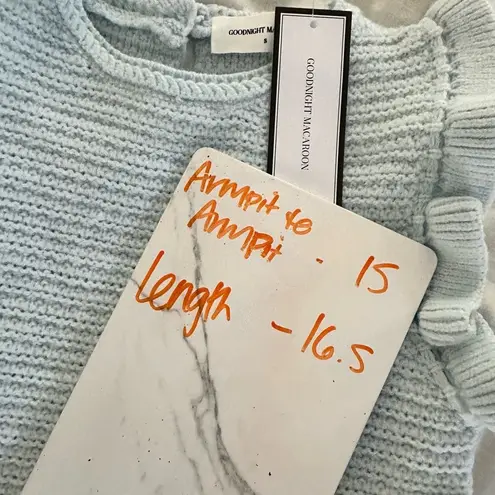 GOODNIGHT MA
S
GOODNIGHT MACAROON
Armpit to
Armpit - 15
Length - 16.5